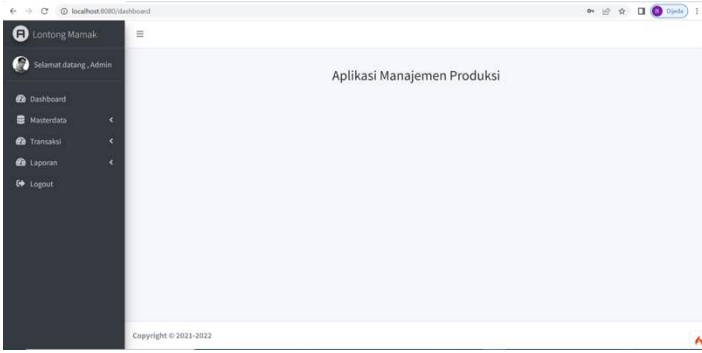 localhost:8080/dashboard
Dijeda
Lontong Mamak
Selamat datang , Admin
Aplikasi Manajemen Produksi
Dashboard
Masterdata
Transaksi
Laporan
Logout
Copyright © 2021-2022